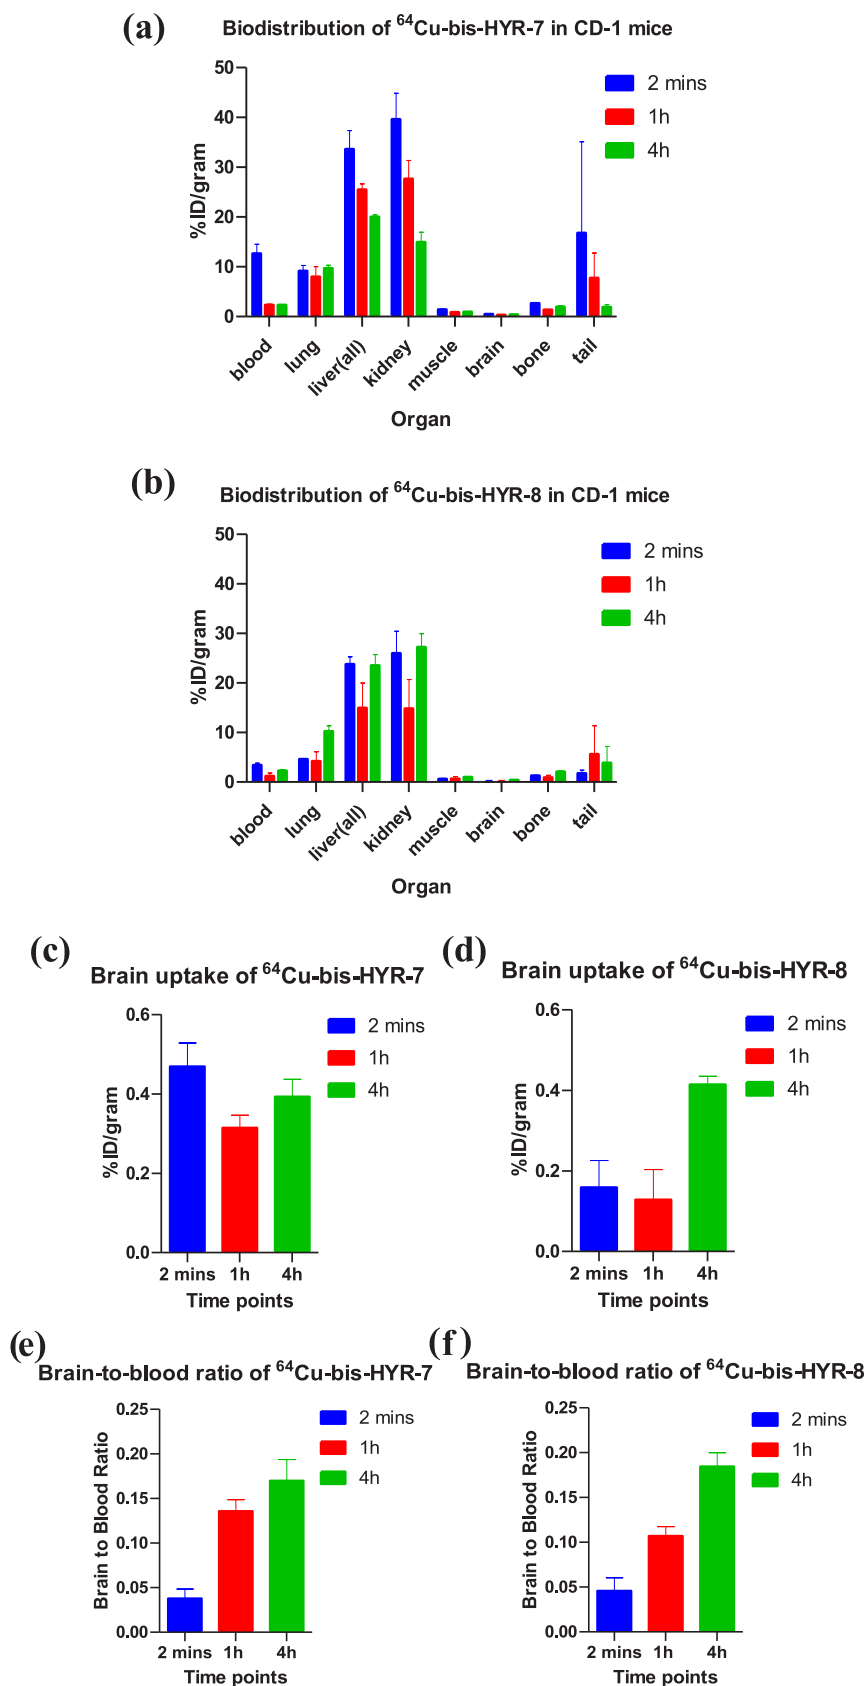 (a)
Biodistribution of ⁶⁴Cu-bis-HYR-7 in CD-1 mice
50
40
30
20
10
0
%ID/gram
2 mins
1h
4h
blood
lung
liver(all)
kidney
muscle
brain
bone
tail
Organ
(b)
Biodistribution of ⁶⁴Cu-bis-HYR-8 in CD-1 mice
50
40
30
20
10
0
%ID/gram
2 mins
1h
4h
blood
lung
liver(all)
kidney
muscle
brain
bone
tail
Organ
(c)
Brain uptake of ⁶⁴Cu-bis-HYR-7
0.6
0.4
0.2
0.0
%ID/gram
2 mins
1h
4h
2 mins 1h 4h
Time points
(d)
Brain uptake of ⁶⁴Cu-bis-HYR-8
0.6
0.4
0.2
0.0
%ID/gram
2 mins
1h
4h
2 mins 1h 4h
Time points
(e)
Brain-to-blood ratio of ⁶⁴Cu-bis-HYR-7
0.25
0.20
0.15
0.10
0.05
0.00
Brain to Blood Ratio
2 mins
1h
4h
2 mins 1h 4h
Time points
(f)
Brain-to-blood ratio of ⁶⁴Cu-bis-HYR-8
0.25
0.20
0.15
0.10
0.05
0.00
Brain to Blood Ratio
2 mins
1h
4h
2 mins 1h 4h
Time points